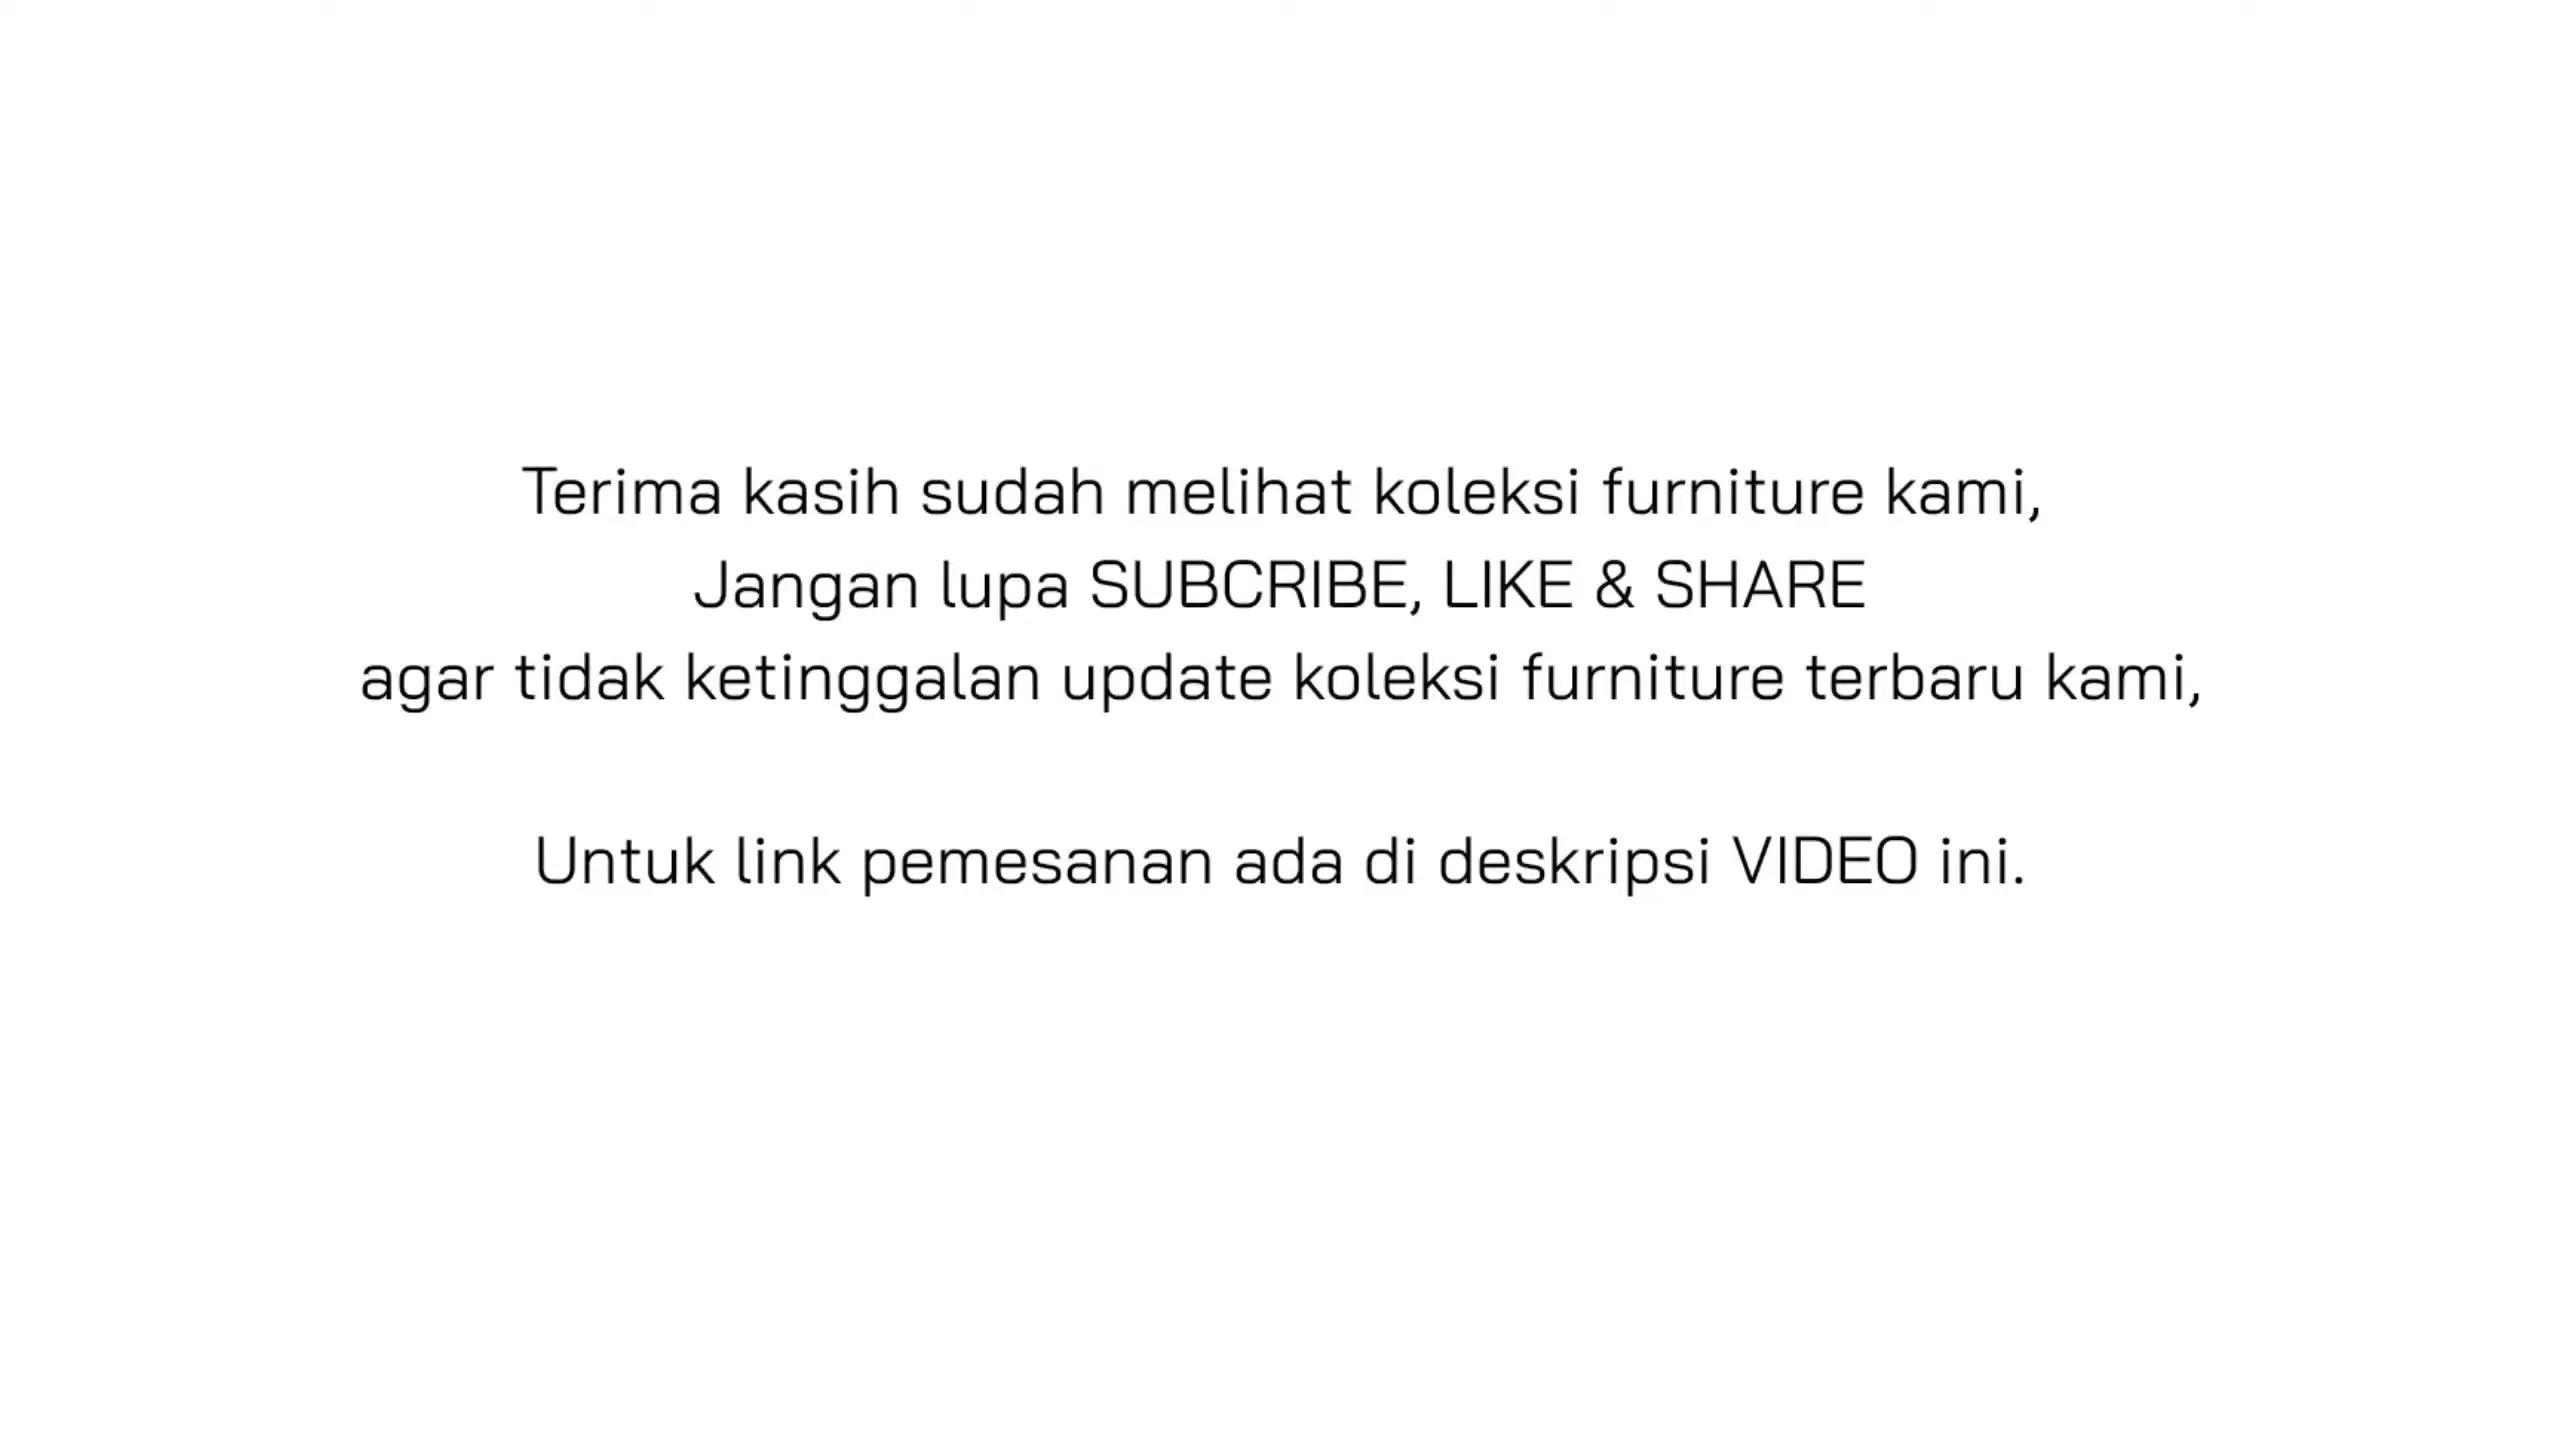 Terima kasih sudah melihat koleksi furniture kami,
Jangan lupa SUBCRIBE, LIKE & SHARE
agar tidak ketinggalan update koleksi furniture terbaru kami,
Untuk link pemesanan ada di deskripsi VIDEO ini.